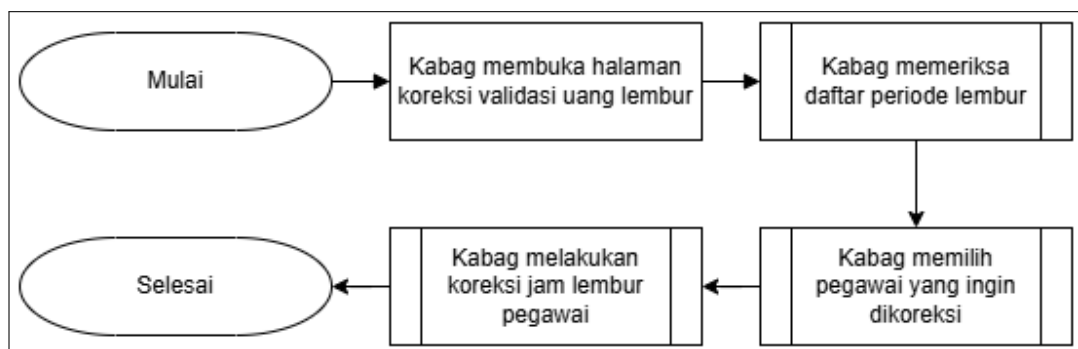 Mulai
Kabag membuka halaman
koreksi validasi uang lembur
Kabag memeriksa
daftar periode lembur
Kabag memilih
pegawai yang ingin
dikoreksi
Kabag melakukan
koreksi jam lembur
pegawai
Selesai